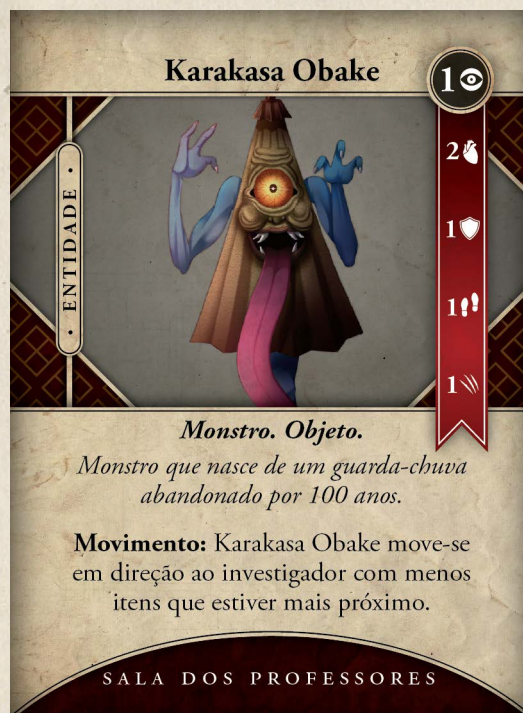 Karakasa Obake
1
2
1
1
1
• ENTIDADE •
Monstro. Objeto.
Monstro que nasce de um guarda-chuva
abandonado por 100 anos.
Movimento: Karakasa Obake move-se
em direção ao investigador com menos
itens que estiver mais próximo.
SALA DOS PROFESSORES